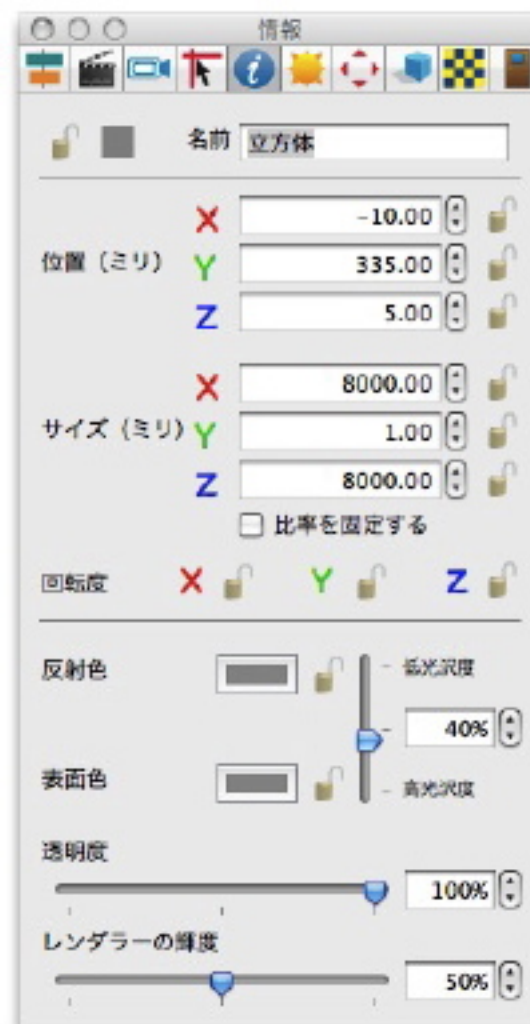 情報
名前 立方体
位置（ミリ）
X -10.00
Y 335.00
Z 5.00
サイズ（ミリ）
X 8000.00
Y 1.00
Z 8000.00
比率を固定する
回転度 X Y Z
反射色
低光沢度
40%
表面色
高光沢度
透明度
100%
レンダラーの輝度
50%